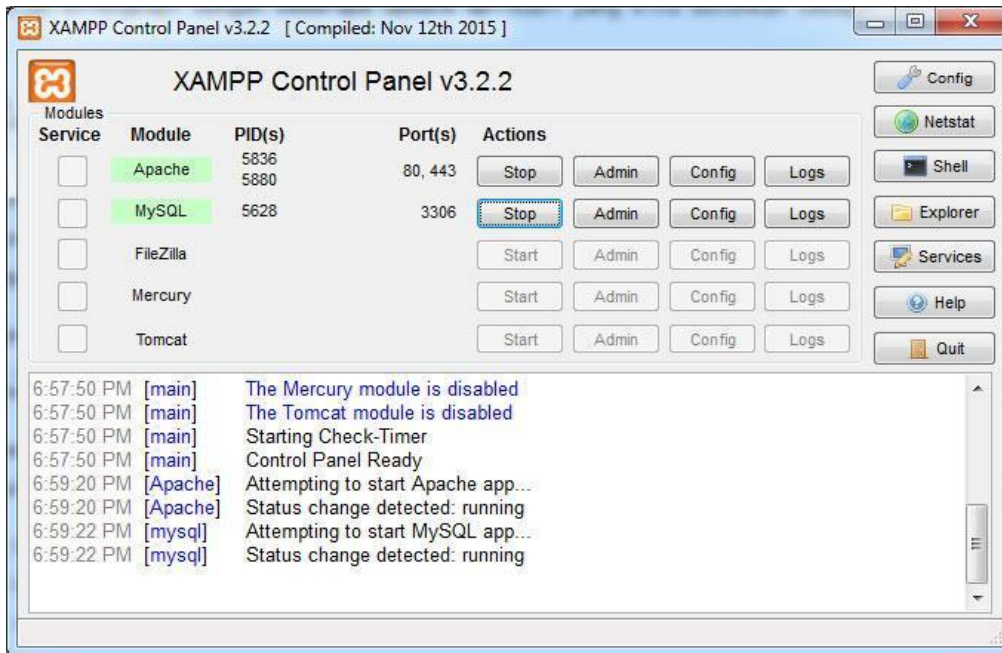 XAMPP Control Panel v3.2.2 [ Compiled: Nov 12th 2015 ]
XAMPP Control Panel v3.2.2
Config
Modules
Service Module PID(s) Port(s) Actions
Netstat
Apache 5836 5880 80, 443 Stop Admin Config Logs
Shell
MySQL 5628 3306 Stop Admin Config Logs
Explorer
FileZilla Start Admin Config Logs
Services
Mercury Start Admin Config Logs
Help
Tomcat Start Admin Config Logs
Quit
6:57:50 PM [main] The Mercury module is disabled
6:57:50 PM [main] The Tomcat module is disabled
6:57:50 PM [main] Starting Check-Timer
6:57:50 PM [main] Control Panel Ready
6:59:20 PM [Apache] Attempting to start Apache app...
6:59:20 PM [Apache] Status change detected: running
6:59:22 PM [mysql] Attempting to start MySQL app...
6:59:22 PM [mysql] Status change detected: running